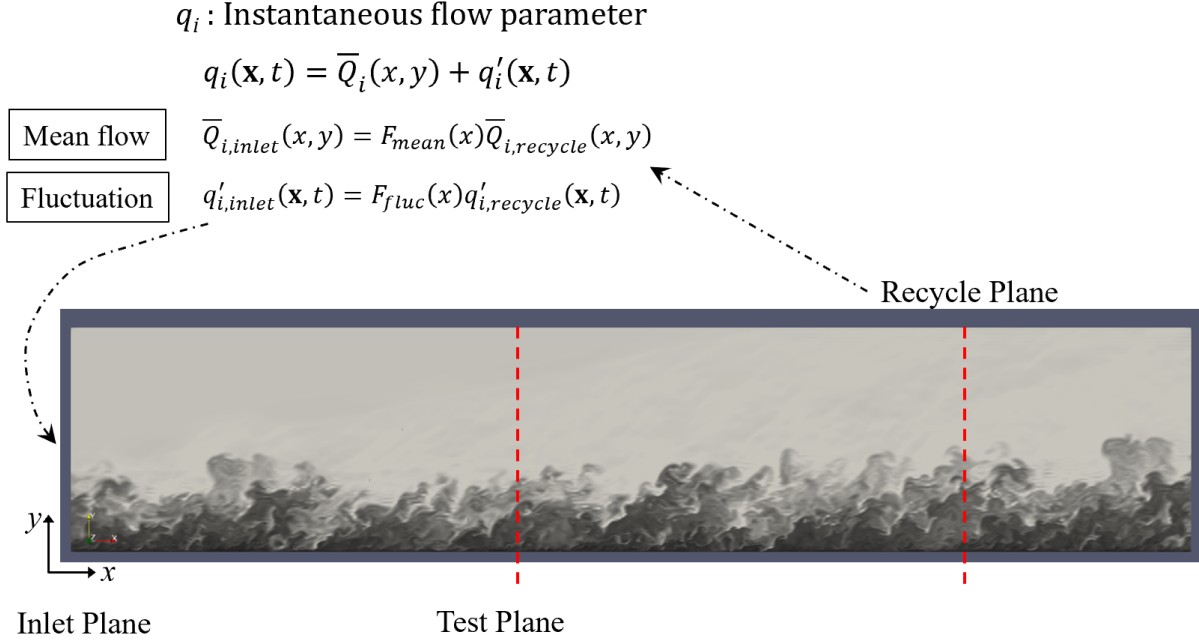 q_i : Instantaneous flow parameter
q_i(𝐱, t) = Q̅_i(x, y) + q′_i(𝐱, t)
Mean flow Q̅_{i,inlet}(x, y) = F_{mean}(x)Q̅_{i,recycle}(x, y)
Fluctuation q′_{i,inlet}(𝐱, t) = F_{fluc}(x)q′_{i,recycle}(𝐱, t)
Recycle Plane
y
Y
Z X
x
Inlet Plane Test Plane